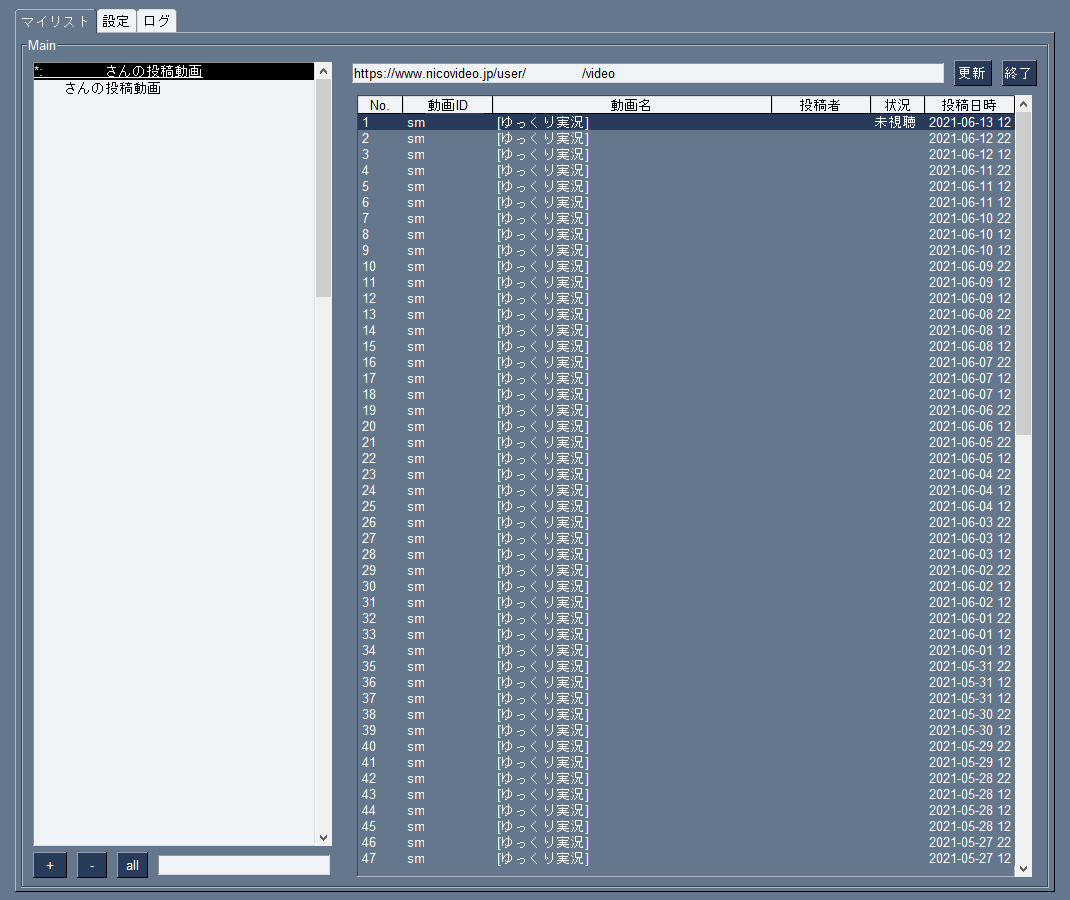 マイリスト 設定 ログ
Main
*: さんの投稿動画
さんの投稿動画
https://www.nicovideo.jp/user/ /video 更新 終了
No. 動画ID 動画名 投稿者 状況 投稿日時
1 sm [ゆっくり実況] 未視聴 2021-06-13 12
2 sm [ゆっくり実況] 2021-06-12 22
3 sm [ゆっくり実況] 2021-06-12 12
4 sm [ゆっくり実況] 2021-06-11 22
5 sm [ゆっくり実況] 2021-06-11 12
6 sm [ゆっくり実況] 2021-06-11 12
7 sm [ゆっくり実況] 2021-06-10 22
8 sm [ゆっくり実況] 2021-06-10 12
9 sm [ゆっくり実況] 2021-06-10 12
10 sm [ゆっくり実況] 2021-06-09 22
11 sm [ゆっくり実況] 2021-06-09 12
12 sm [ゆっくり実況] 2021-06-09 12
13 sm [ゆっくり実況] 2021-06-08 22
14 sm [ゆっくり実況] 2021-06-08 12
15 sm [ゆっくり実況] 2021-06-08 12
16 sm [ゆっくり実況] 2021-06-07 22
17 sm [ゆっくり実況] 2021-06-07 12
18 sm [ゆっくり実況] 2021-06-07 12
19 sm [ゆっくり実況] 2021-06-06 22
20 sm [ゆっくり実況] 2021-06-06 12
21 sm [ゆっくり実況] 2021-06-05 22
22 sm [ゆっくり実況] 2021-06-05 12
23 sm [ゆっくり実況] 2021-06-04 22
24 sm [ゆっくり実況] 2021-06-04 12
25 sm [ゆっくり実況] 2021-06-04 12
26 sm [ゆっくり実況] 2021-06-03 22
27 sm [ゆっくり実況] 2021-06-03 12
28 sm [ゆっくり実況] 2021-06-03 12
29 sm [ゆっくり実況] 2021-06-02 22
30 sm [ゆっくり実況] 2021-06-02 12
31 sm [ゆっくり実況] 2021-06-02 12
32 sm [ゆっくり実況] 2021-06-01 22
33 sm [ゆっくり実況] 2021-06-01 12
34 sm [ゆっくり実況] 2021-06-01 12
35 sm [ゆっくり実況] 2021-05-31 22
36 sm [ゆっくり実況] 2021-05-31 12
37 sm [ゆっくり実況] 2021-05-31 12
38 sm [ゆっくり実況] 2021-05-30 22
39 sm [ゆっくり実況] 2021-05-30 12
40 sm [ゆっくり実況] 2021-05-29 22
41 sm [ゆっくり実況] 2021-05-29 12
42 sm [ゆっくり実況] 2021-05-28 22
43 sm [ゆっくり実況] 2021-05-28 12
44 sm [ゆっくり実況] 2021-05-28 12
45 sm [ゆっくり実況] 2021-05-28 12
46 sm [ゆっくり実況] 2021-05-27 22
47 sm [ゆっくり実況] 2021-05-27 12
+ - all